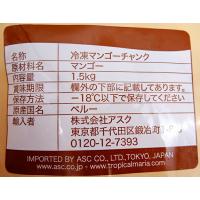 名称 冷凍マンゴーチャンク
原材料名 マンゴー
内容量 1.5kg
賞味期限 欄外の下部に記載してあります。
保存方法 -18℃以下で保存してください
原産国名 ペルー
輸入者 株式会社アスク
東京都千代田区鍛冶町1-8
0120-12-7393
IMPORTED BY ASC CO., LTD.,TOKYO, JAPAN
www.asc.co.jp - www.tropicalmaria.com